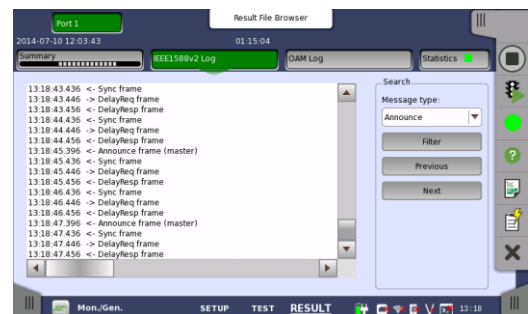 Result File Browser
Port 1
2014-07-10 12:03:43
01:15:04
Summary
IEEE1588v2 Log
OAM Log
Statistics
13:18:43.436 <- Sync frame
13:18:43.446 -> DelayReq frame
13:18:43.456 <- DelayResp frame
13:18:44.436 <- Sync frame
13:18:44.446 -> DelayReq frame
13:18:44.456 <- DelayResp frame
13:18:45.396 <- Announce frame (master)
13:18:45.436 <- Sync frame
13:18:45.446 -> DelayReq frame
13:18:45.456 <- DelayResp frame
13:18:46.436 <- Sync frame
13:18:46.446 -> DelayReq frame
13:18:46.456 <- DelayResp frame
13:18:47.396 <- Announce frame (master)
13:18:47.436 <- Sync frame
13:18:47.446 -> DelayReq frame
13:18:47.456 <- DelayResp frame
Search
Message type:
Announce
Filter
Previous
Next
Mon./Gen.
SETUP
TEST
RESULT
13:18